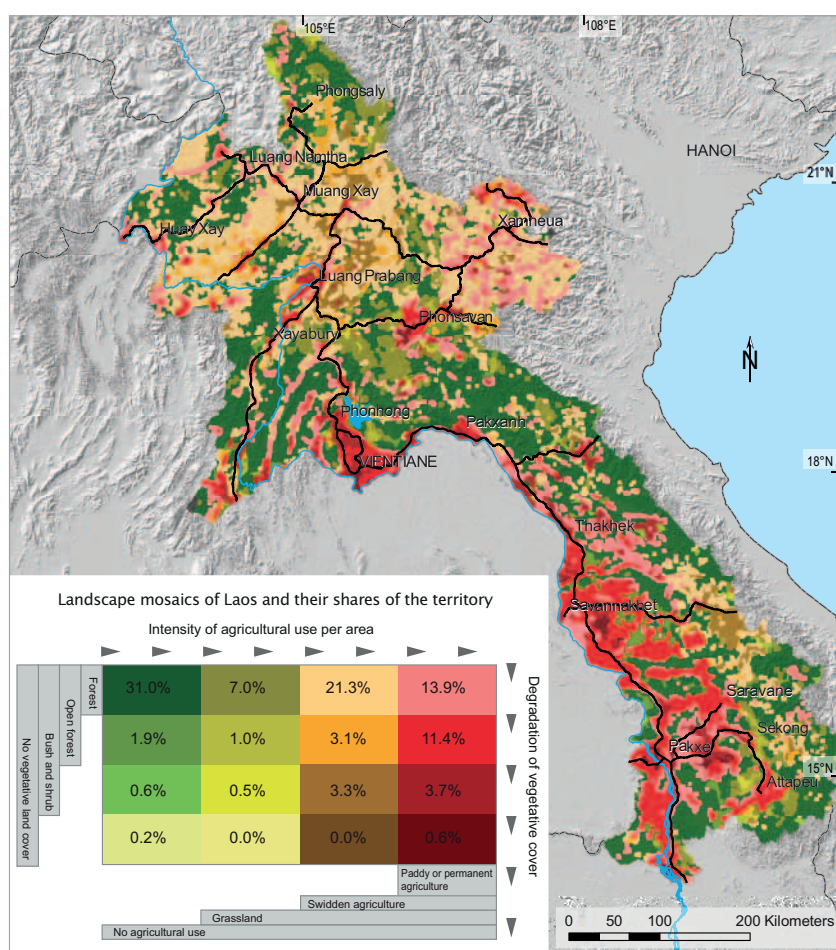 105°E
108°E
Phongsaly
HANOI
Luang Namtha
21°N
Muang Xay
Xamheua
Huay Xay
Luang Prabang
Phonsavan
Xayabury
N
Phonhong
Pakxanh
VIENTIANE
18°N
Thakhek
Savannakhet
Saravane
Sekong
Pakxe
15°N
Attapeu
Landscape mosaics of Laos and their shares of the territory
Intensity of agricultural use per area
Forest
Open forest
Bush and shrub
No vegetative land cover
31.0% 7.0% 21.3% 13.9%
1.9% 1.0% 3.1% 11.4%
0.6% 0.5% 3.3% 3.7%
0.2% 0.0% 0.0% 0.6%
Degradation of vegetative cover
Paddy or permanent
agriculture
Swidden agriculture
Grassland
No agricultural use
0 50 100 200 Kilometers